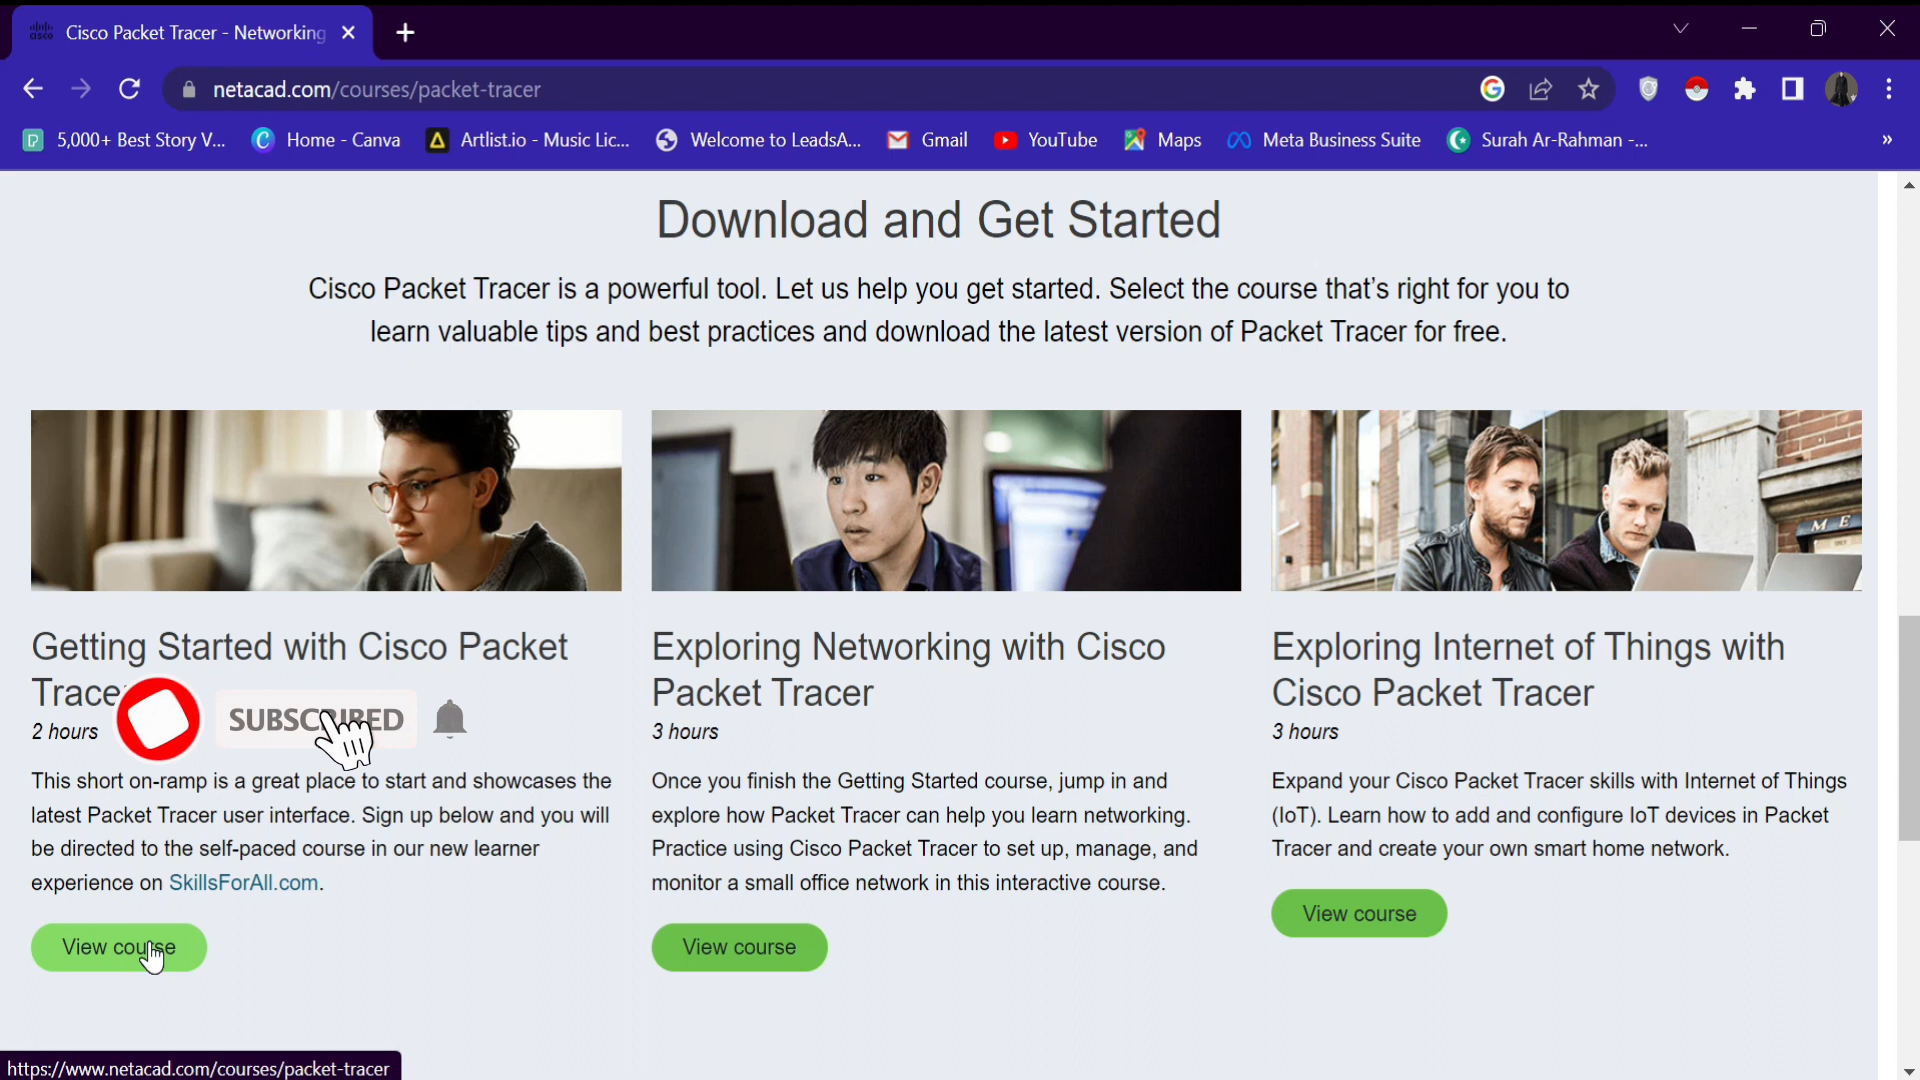 Cisco Packet Tracer - Networking
netacad.com/courses/packet-tracer
5,000+ Best Story V...
Home - Canva
Artlist.io - Music Lic...
Welcome to LeadsA...
Gmail
YouTube
Maps
Meta Business Suite
Surah Ar-Rahman -...
»
Download and Get Started
Cisco Packet Tracer is a powerful tool. Let us help you get started. Select the course that's right for you to
learn valuable tips and best practices and download the latest version of Packet Tracer for free.
Getting Started with Cisco Packet
Trace
2 hours
SUBSCRIBED
This short on-ramp is a great place to start and showcases the
latest Packet Tracer user interface. Sign up below and you will
be directed to the self-paced course in our new learner
experience on SkillsForAll.com.
View course
Exploring Networking with Cisco
Packet Tracer
3 hours
Once you finish the Getting Started course, jump in and
explore how Packet Tracer can help you learn networking.
Practice using Cisco Packet Tracer to set up, manage, and
monitor a small office network in this interactive course.
View course
M E
Exploring Internet of Things with
Cisco Packet Tracer
3 hours
Expand your Cisco Packet Tracer skills with Internet of Things
(IoT). Learn how to add and configure IoT devices in Packet
Tracer and create your own smart home network.
View course
https://www.netacad.com/courses/packet-tracer